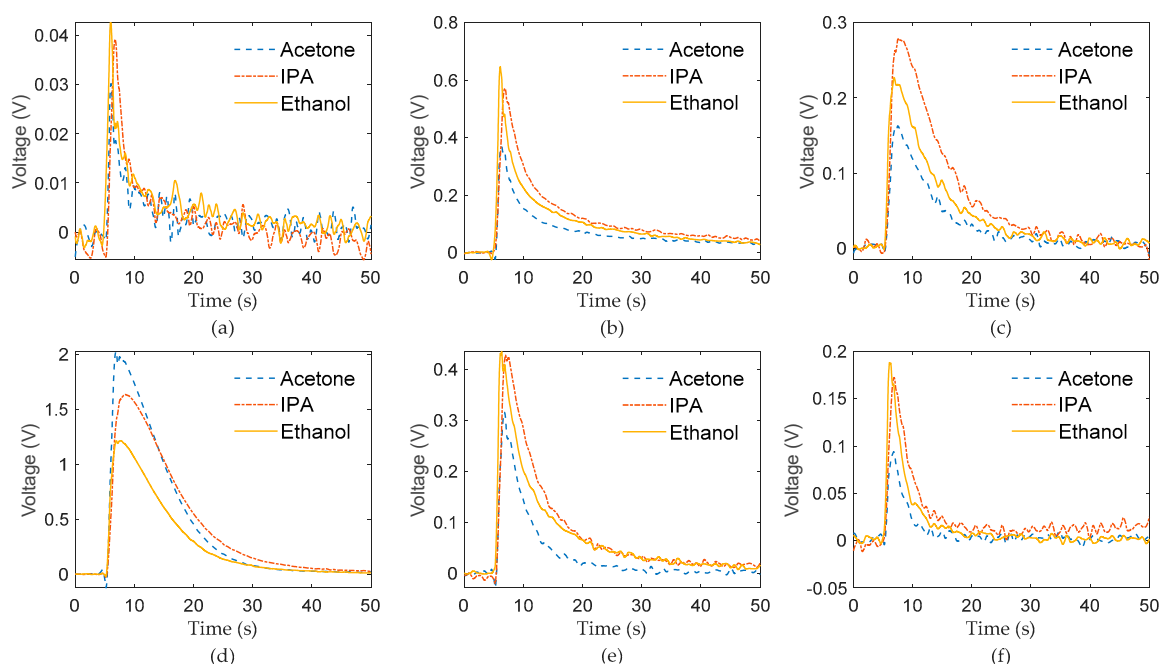 0.04
0.03
0.02
0.01
0
Voltage (V)
Acetone
IPA
Ethanol
0 10 20 30 40 50
Time (s)
(a)
0.8
0.6
0.4
0.2
0
Voltage (V)
Acetone
IPA
Ethanol
0 10 20 30 40 50
Time (s)
(b)
0.3
0.2
0.1
0
Voltage (V)
Acetone
IPA
Ethanol
0 10 20 30 40 50
Time (s)
(c)
2
1.5
1
0.5
0
Voltage (V)
Acetone
IPA
Ethanol
0 10 20 30 40 50
Time (s)
(d)
0.4
0.3
0.2
0.1
0
Voltage (V)
Acetone
IPA
Ethanol
0 10 20 30 40 50
Time (s)
(e)
0.2
0.15
0.1
0.05
0
-0.05
Voltage (V)
Acetone
IPA
Ethanol
0 10 20 30 40 50
Time (s)
(f)